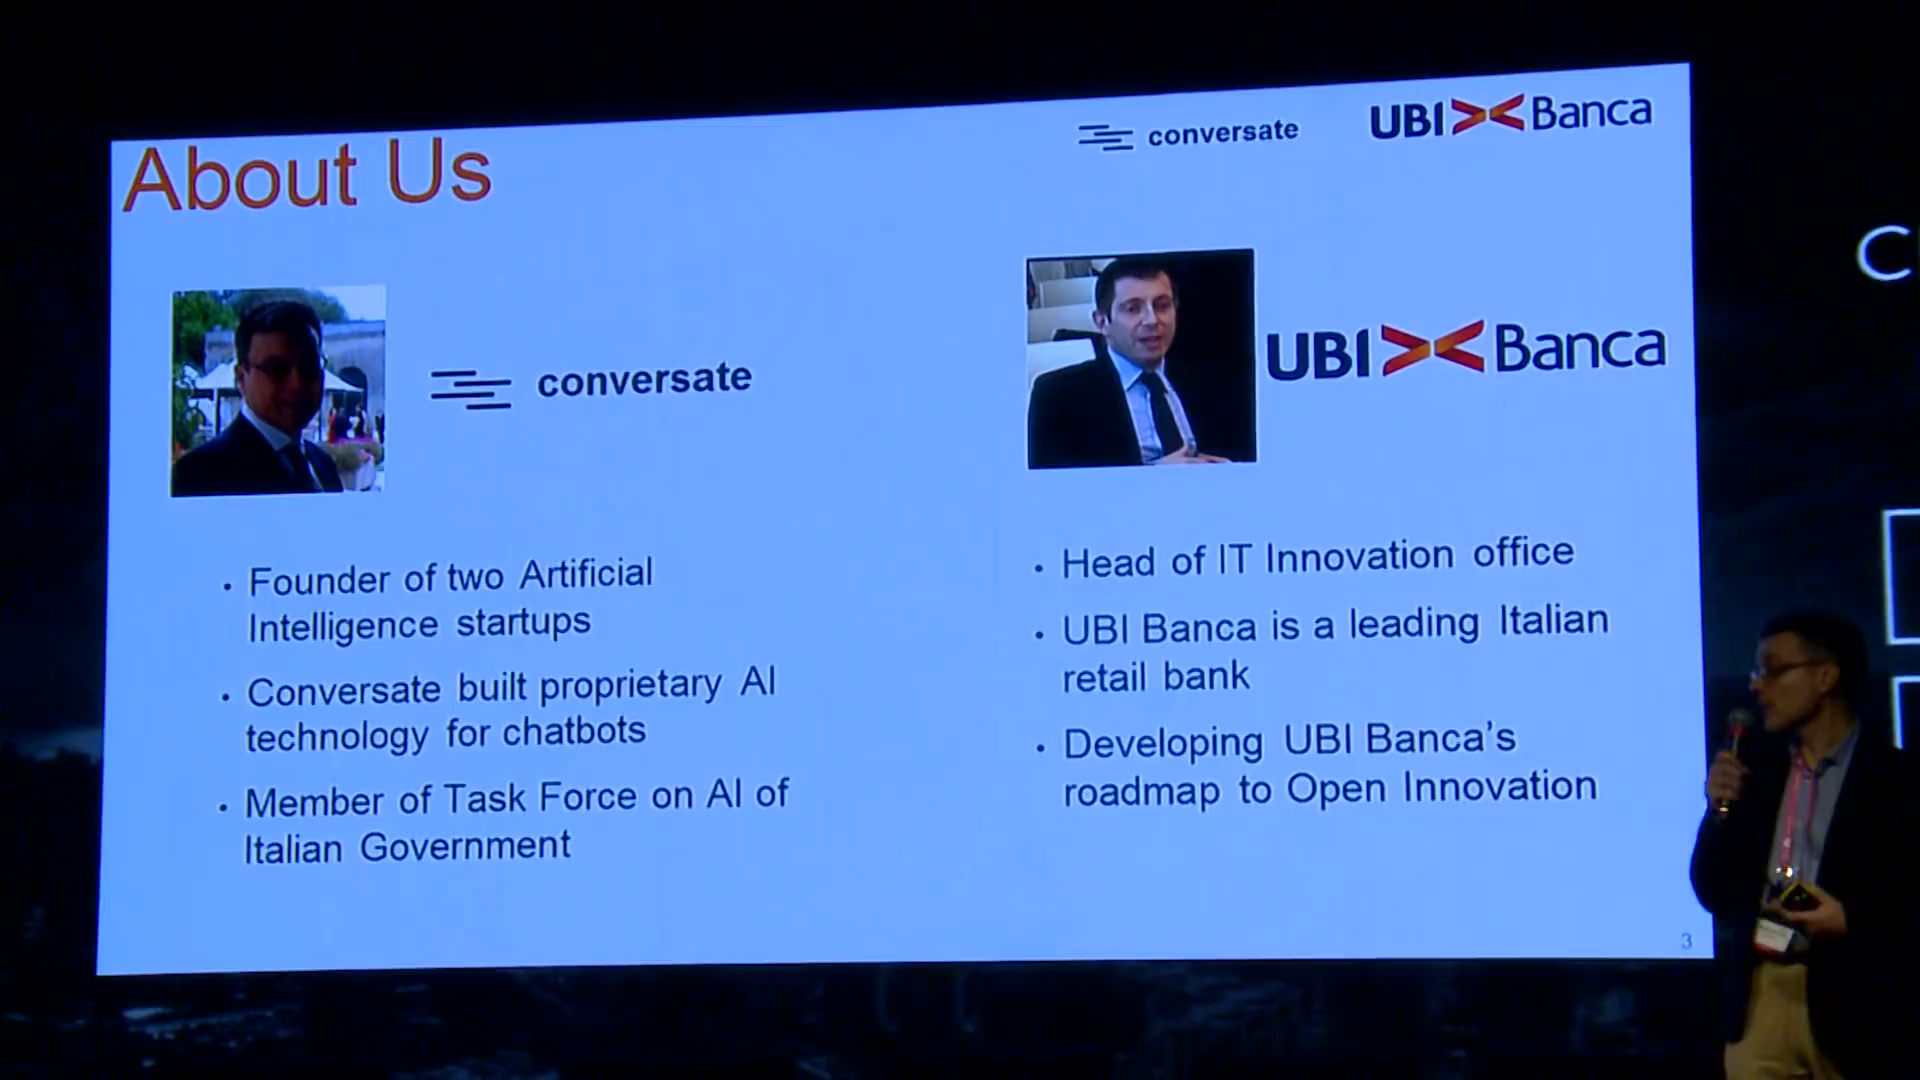 conversate
UBI Banca
About Us
conversate
UBI Banca
• Founder of two Artificial
Intelligence startups
• Conversate built proprietary AI
technology for chatbots
• Member of Task Force on AI of
Italian Government
• Head of IT Innovation office
• UBI Banca is a leading Italian
retail bank
• Developing UBI Banca's
roadmap to Open Innovation
3